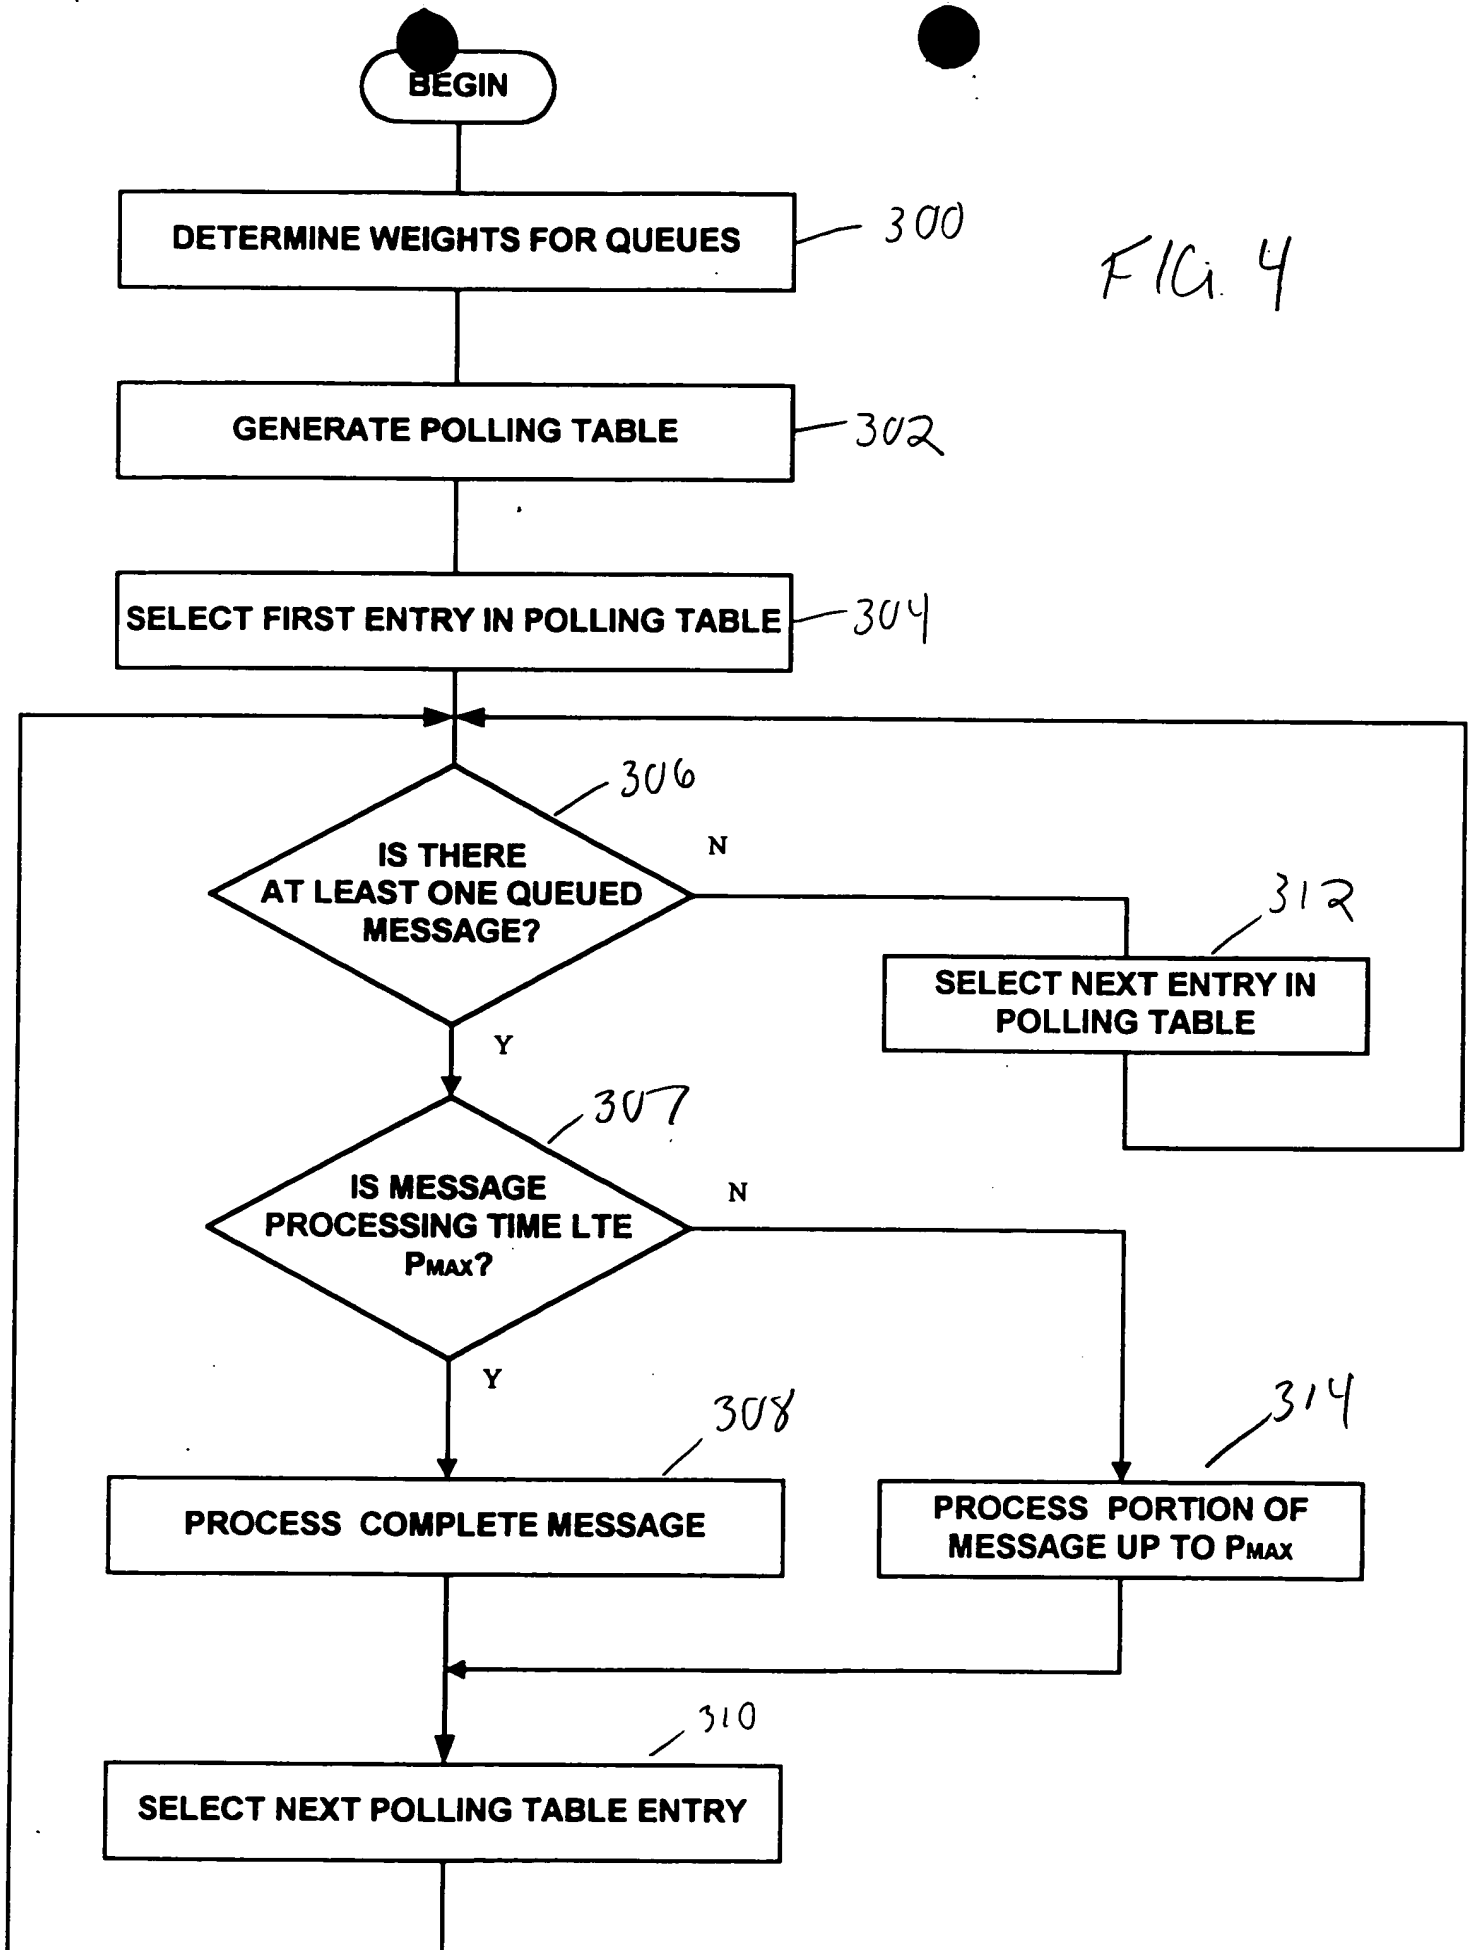 BEGIN
DETERMINE WEIGHTS FOR QUEUES
300
FIG. 4
GENERATE POLLING TABLE
302
SELECT FIRST ENTRY IN POLLING TABLE
304
306
IS THERE
AT LEAST ONE QUEUED
MESSAGE?
N
312
SELECT NEXT ENTRY IN
POLLING TABLE
Y
307
IS MESSAGE
PROCESSING TIME LTE
PMAX?
N
Y
308
314
PROCESS COMPLETE MESSAGE
PROCESS PORTION OF
MESSAGE UP TO PMAX
310
SELECT NEXT POLLING TABLE ENTRY